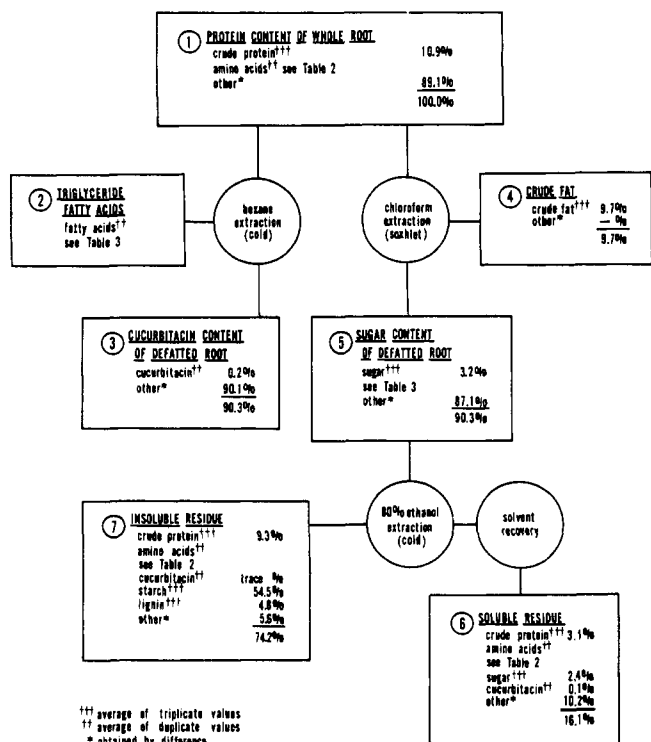 ① PROTEIN CONTENT OF WHOLE ROOT
crude protein††† 10.9%
amino acids†† see Table 2
other* 89.1%
100.0%
② TRIGLYCERIDE
FATTY ACIDS
fatty acids††
see Table 3
hexane
extraction
(cold)
chloroform
extraction
(soxhlet)
④ CRUDE FAT
crude fat††† 9.7%
other* — %
9.7%
③ CUCURBITACIN CONTENT
OF DEFATTED ROOT
cucurbitacin†† 0.2%
other* 90.1%
90.3%
⑤ SUGAR CONTENT
OF DEFATTED ROOT
sugar††† 3.2%
see Table 3
other* 87.1%
90.3%
⑦ INSOLUBLE RESIDUE
crude protein††† 9.3%
amino acids††
see Table 2
cucurbitacin†† trace %
starch††† 54.5%
lignin††† 4.8%
other* 5.6%
74.2%
80% ethanol
extraction
(cold)
solvent
recovery
⑥ SOLUBLE RESIDUE
crude protein††† 3.1%
amino acids††
see Table 2
sugar††† 2.4%
cucurbitacin†† 0.1%
other* 10.2%
16.1%
††† average of triplicate values
†† average of duplicate values
* obtained by difference